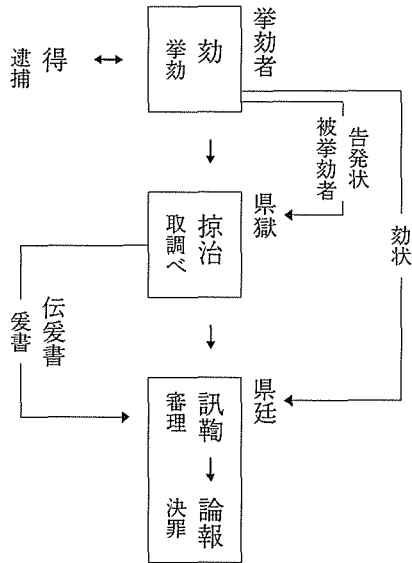 挙劾者
劾
挙劾
得
逮捕
告発状
被挙劾者
劾状
県獄
掠治
取調べ
伝爰書
爰書
県廷
訊鞫
審理
論報
決罪